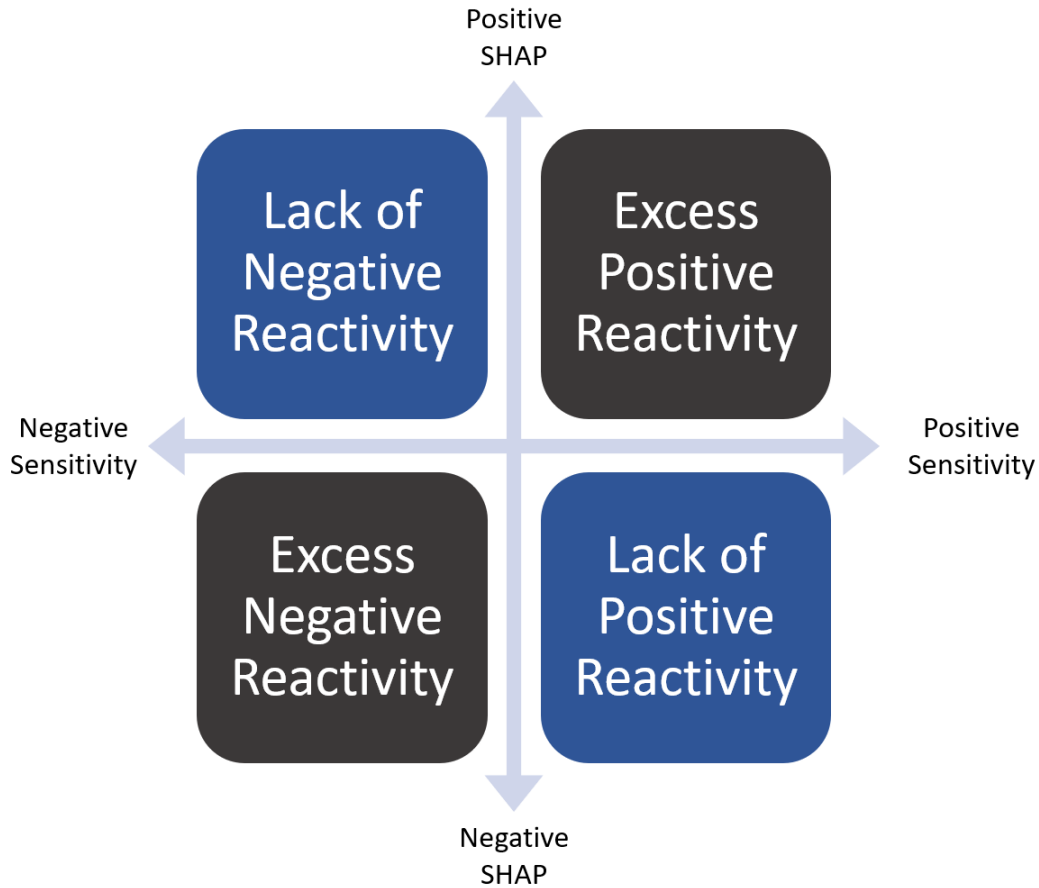 Positive
SHAP
Lack of
Negative
Reactivity
Excess
Positive
Reactivity
Negative
Sensitivity
Positive
Sensitivity
Excess
Negative
Reactivity
Lack of
Positive
Reactivity
Negative
SHAP